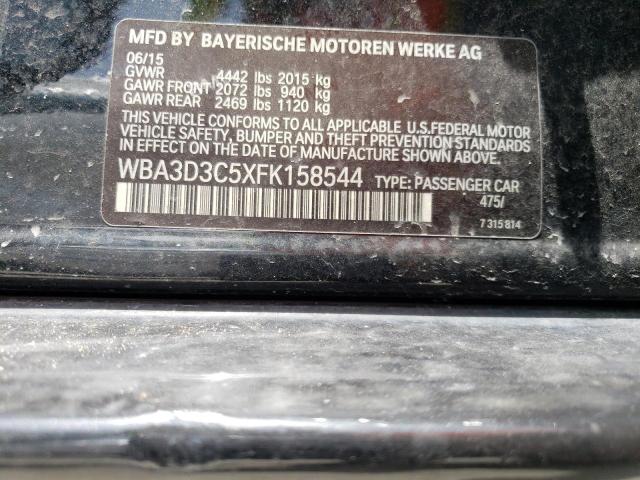 MFD BY BAYERISCHE MOTOREN WERKE AG
06/15
GVWR 4442 lbs 2015 kg
GAWR FRONT 2072 lbs 940 kg
GAWR REAR 2469 lbs 1120 kg
THIS VEHICLE CONFORMS TO ALL APPLICABLE U.S. FEDERAL MOTOR
VEHICLE SAFETY, BUMPER AND THEFT PREVENTION STANDARDS
IN EFFECT ON THE DATE OF MANUFACTURE SHOWN ABOVE.
WBA3D3C5XFK158544 TYPE: PASSENGER CAR
475/
7 315 814